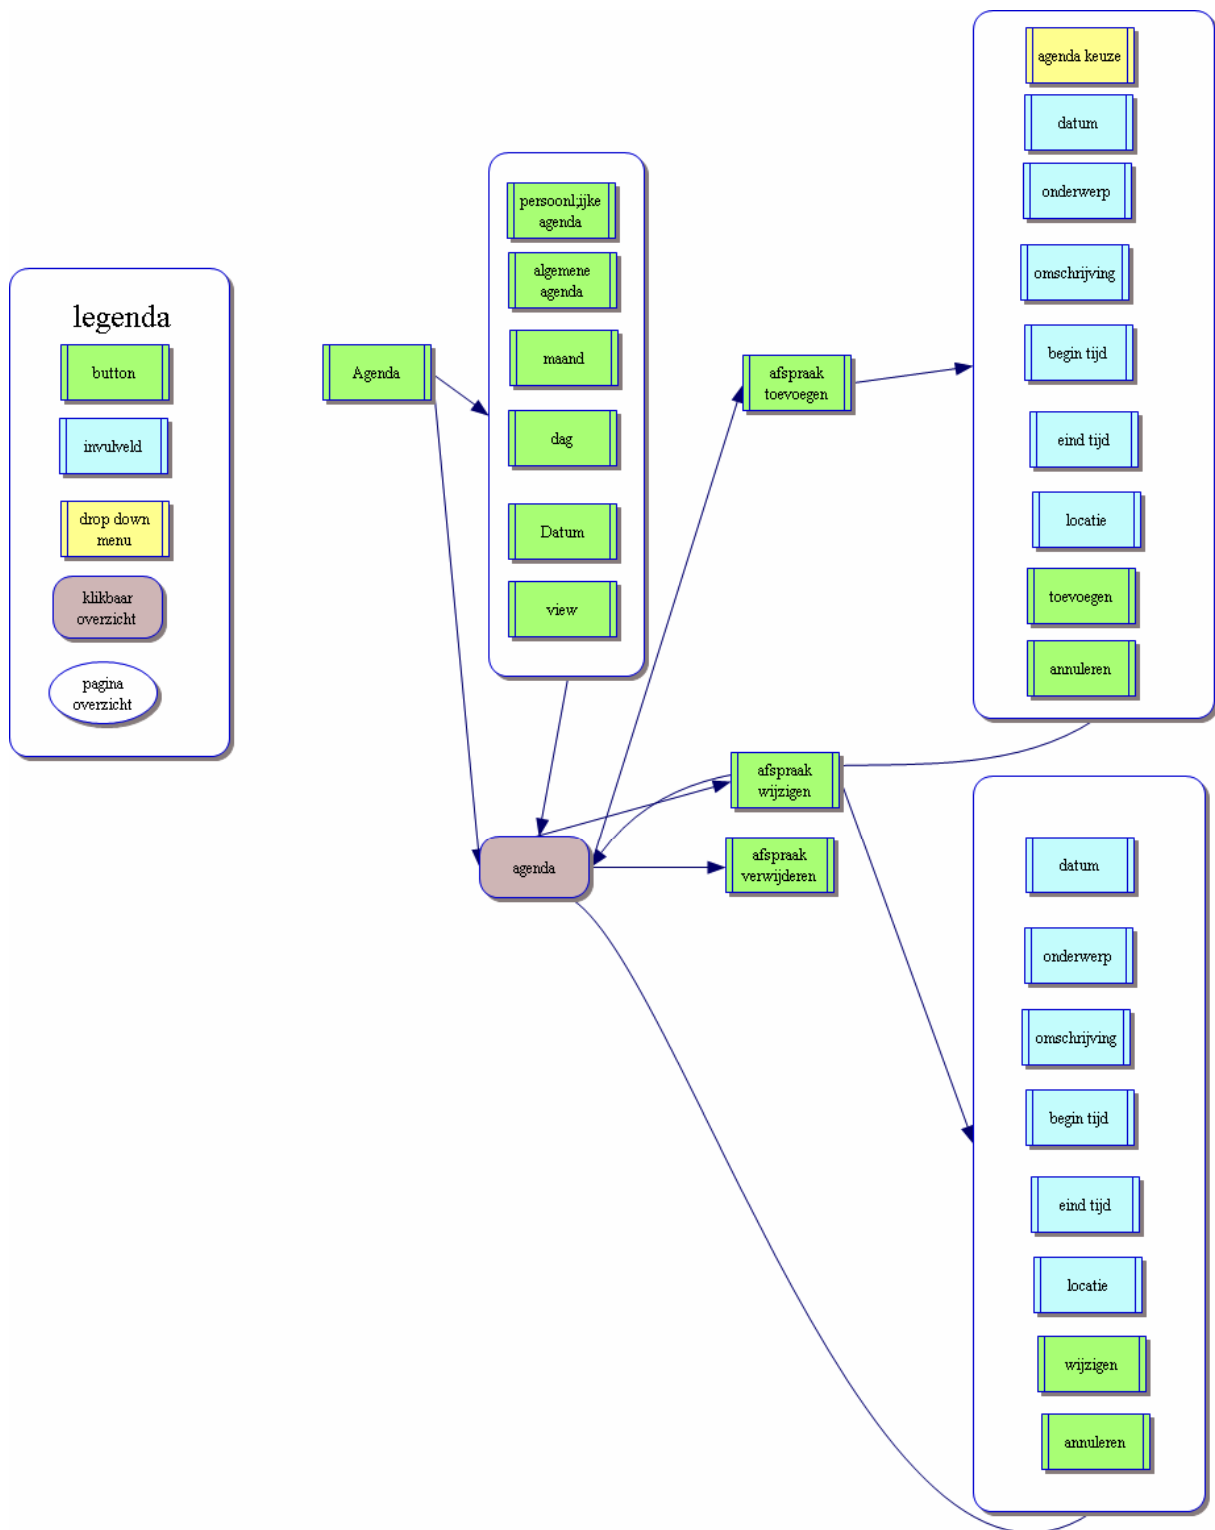 legenda
button
invulveld
drop down
menu
klikbaar
overzicht
pagina
overzicht
Agenda
persoonl;ijke
agenda
algemene
agenda
maand
dag
Datum
view
agenda
afspraak
toevoegen
afspraak
wijzigen
afspraak
verwijderen
agenda keuze
datum
onderwerp
omschrijving
begin tijd
eind tijd
locatie
toevoegen
annuleren
datum
onderwerp
omschrijving
begin tijd
eind tijd
locatie
wijzigen
annuleren